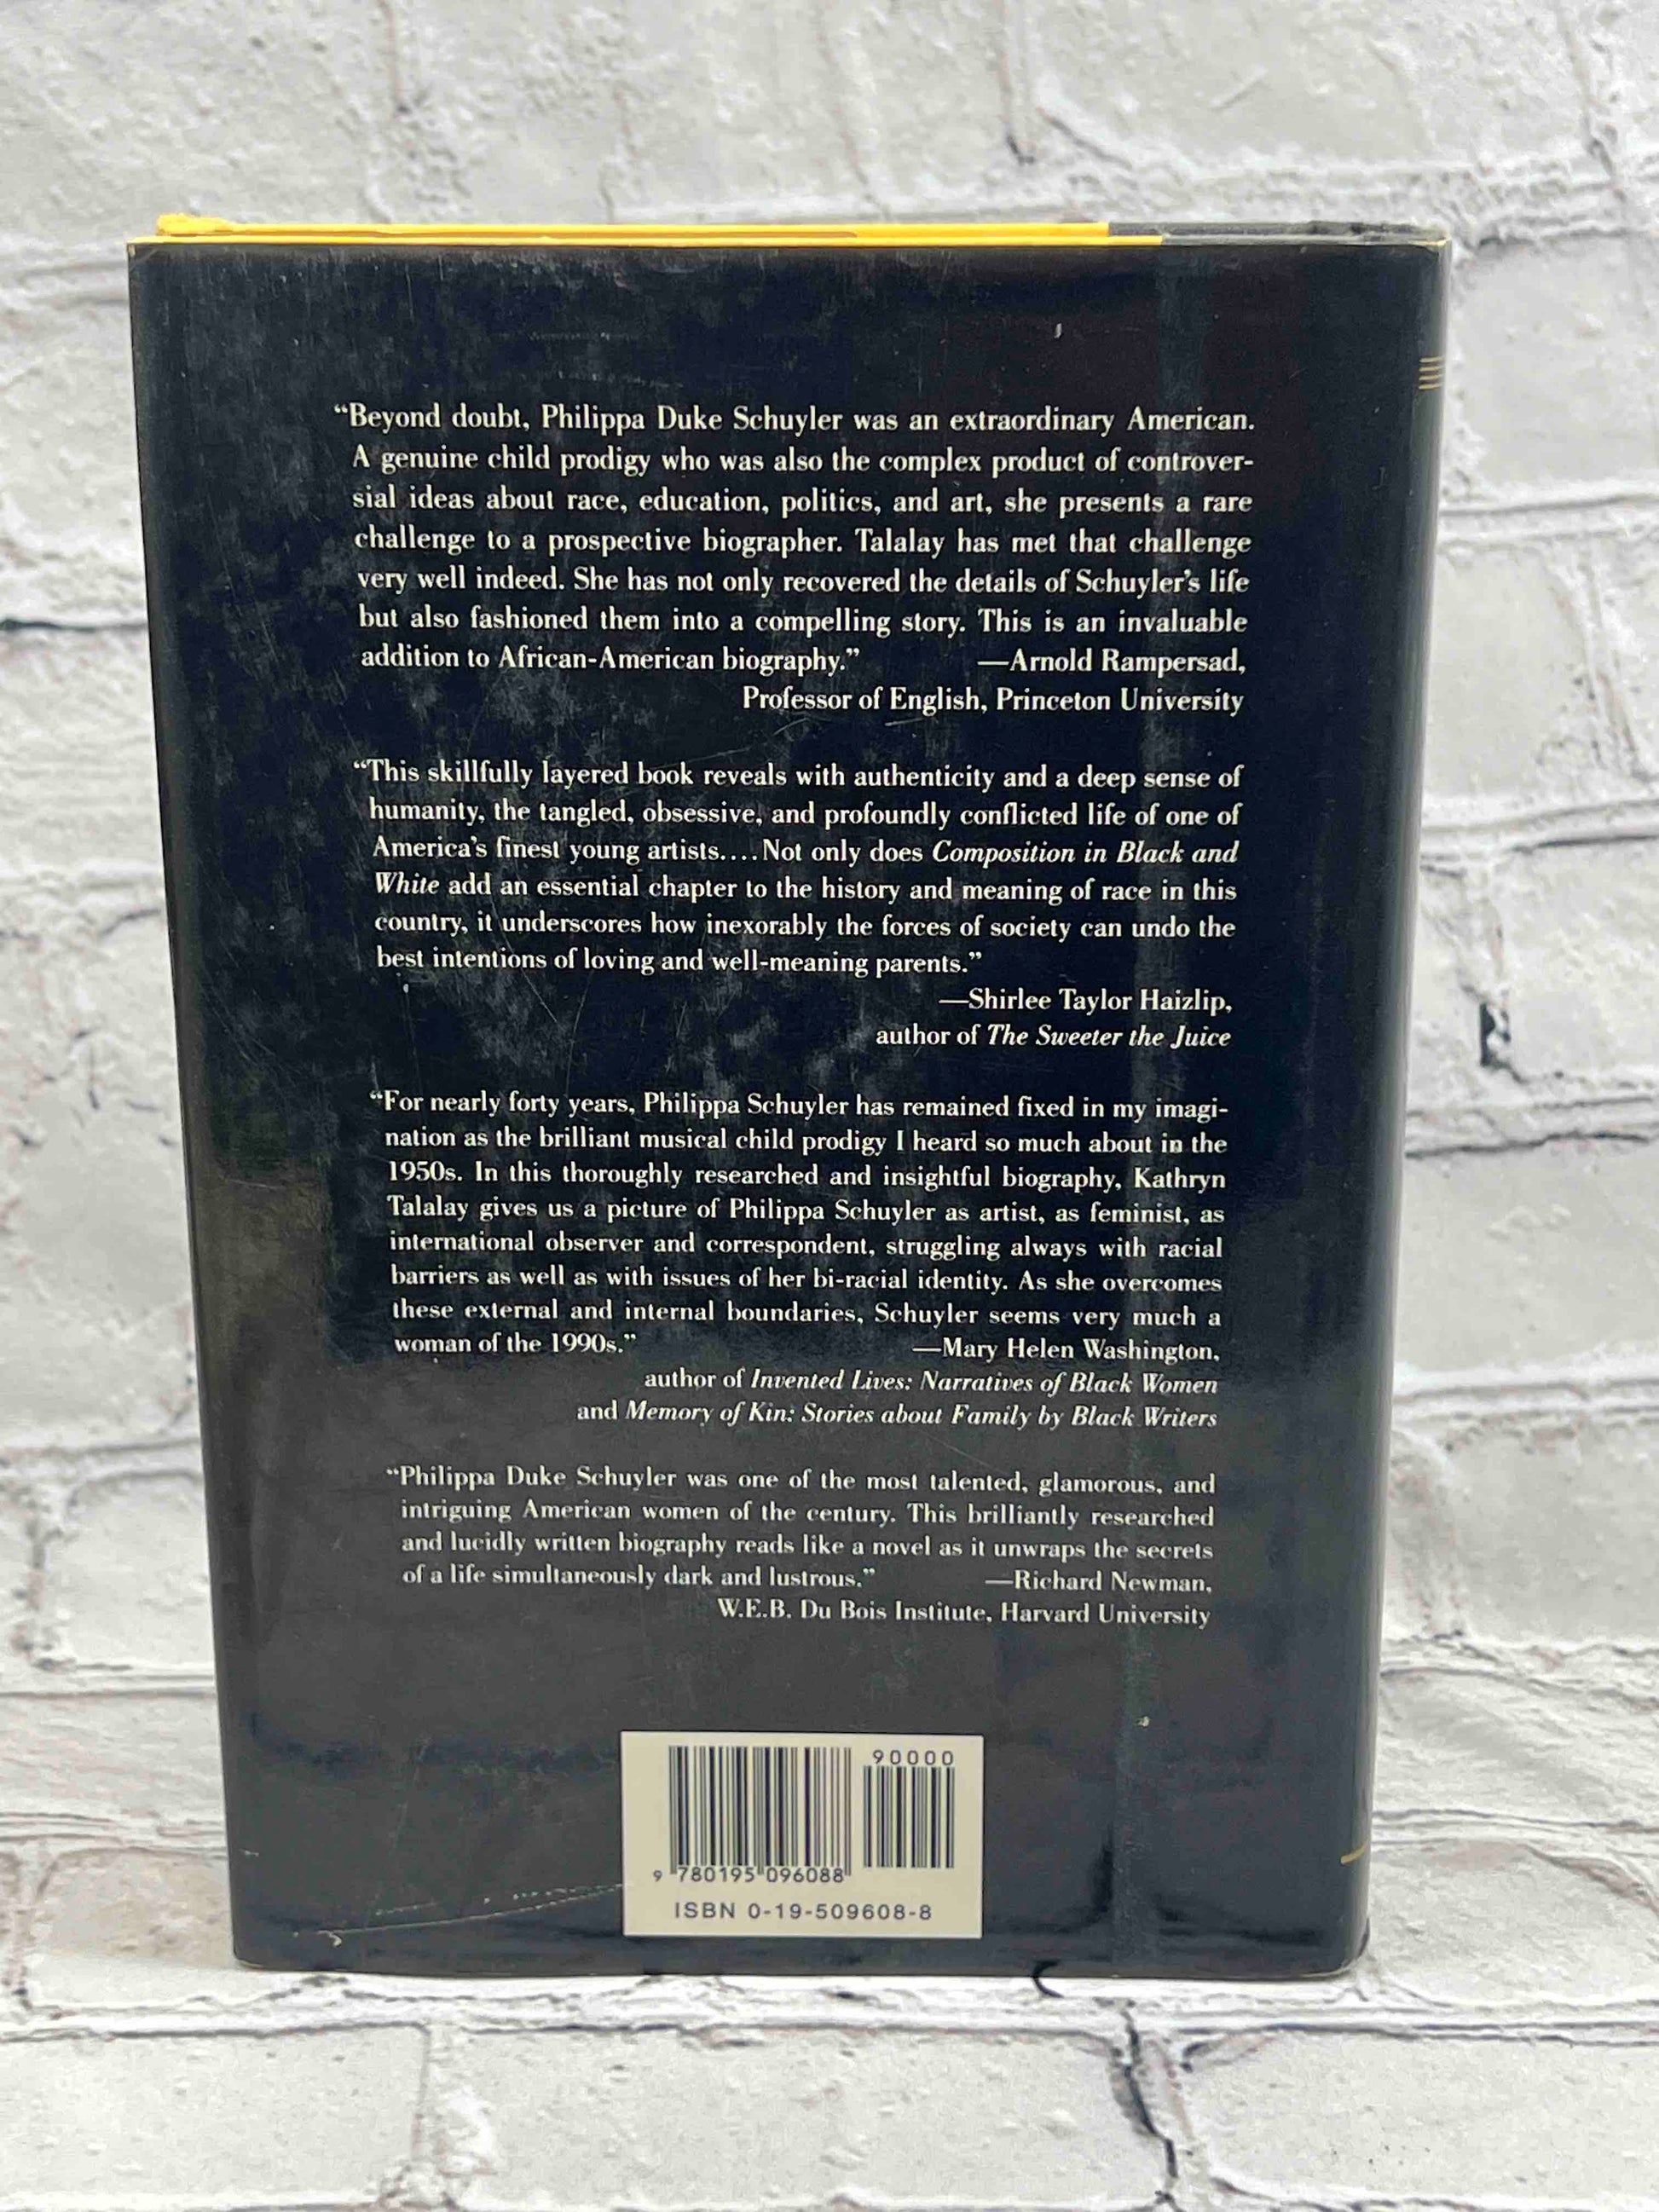 “Beyond doubt, Philippa Duke Schuyler was an extraordinary American.
A genuine child prodigy who was also the complex product of controver-
sial ideas about race, education, politics, and art, she presents a rare
challenge to a prospective biographer. Talalay has met that challenge
very well indeed. She has not only recovered the details of Schuyler’s life
but also fashioned them into a compelling story. This is an invaluable
addition to African-American biography.” —Arnold Rampersad,
Professor of English, Princeton University
“This skillfully layered book reveals with authenticity and a deep sense of
humanity, the tangled, obsessive, and profoundly conflicted life of one of
America’s finest young artists....Not only does Composition in Black and
White add an essential chapter to the history and meaning of race in this
country, it underscores how inexorably the forces of society can undo the
best intentions of loving and well-meaning parents.”
—Shirlee Taylor Haizlip,
author of The Sweeter the Juice
“For nearly forty years, Philippa Schuyler has remained fixed in my imagi-
nation as the brilliant musical child prodigy I heard so much about in the
1950s. In this thoroughly researched and insightful biography, Kathryn
Talalay gives us a picture of Philippa Schuyler as artist, as feminist, as
international observer and correspondent, struggling always with racial
barriers as well as with issues of her bi-racial identity. As she overcomes
these external and internal boundaries, Schuyler seems very much a
woman of the 1990s.” —Mary Helen Washington,
author of Invented Lives: Narratives of Black Women
and Memory of Kin: Stories about Family by Black Writers
“Philippa Duke Schuyler was one of the most talented, glamorous, and
intriguing American women of the century. This brilliantly researched
and lucidly written biography reads like a novel as it unwraps the secrets
of a life simultaneously dark and lustrous.” —Richard Newman,
W.E.B. Du Bois Institute, Harvard University
90000
9 780195 096088
ISBN 0-19-509608-8